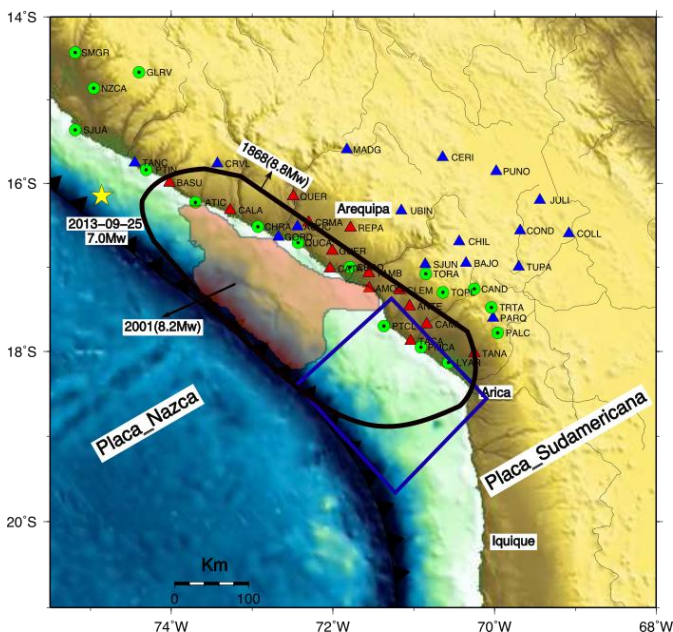 14°S
16°S
18°S
20°S
74°W
72°W
70°W
68°W
SMGR
GLRV
NZCA
SJUA
TANC
PTIN
CRVL
BASU
1868(8.8Mw)
MADG
CERI
PUNO
2013-09-25
7.0Mw
ATIC
CALA
QUER
Arequipa
UBIN
JULI
CHRA
GORD
QUCA
CRMA
REPA
CHIL
COND
COLL
SJUN
BAJO
TUPA
TORA
CLEM
TOPI
CAND
TRTA
PARQ
PALC
2001(8.2Mw)
PTCL
LYAR
TANA
Arica
Placa_Nazca
Placa_Sudamericana
Iquique
Km
0
100